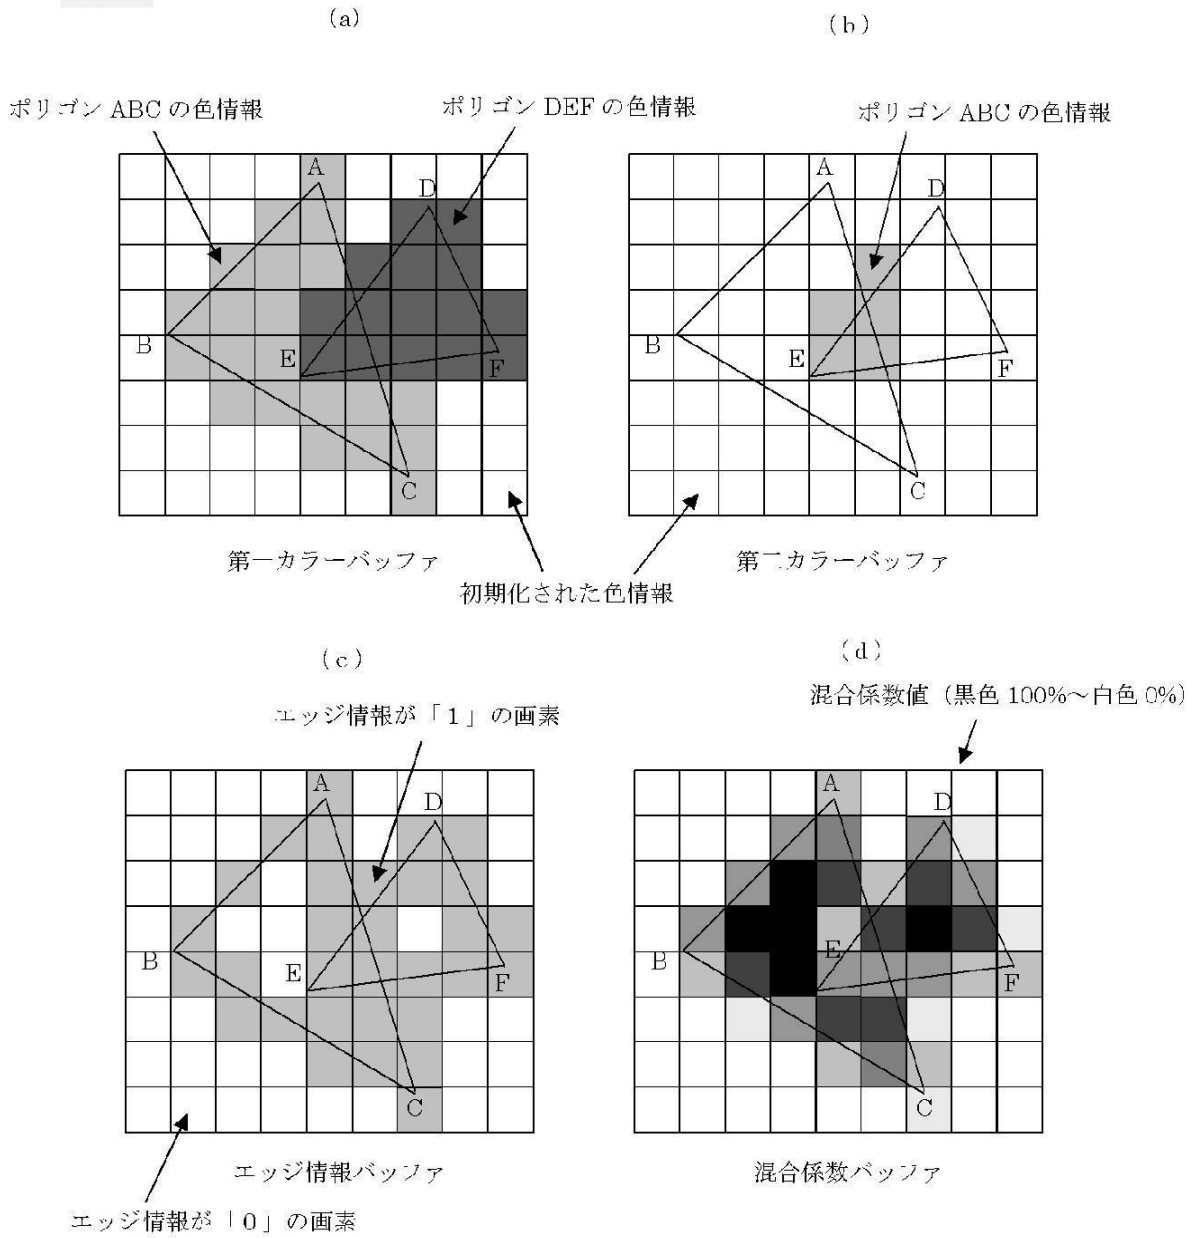 (a)
(b)
ポリゴン ABC の色情報
ポリゴン DEF の色情報
ポリゴン ABC の色情報
A
D
B
E
F
C
A
D
B
E
F
C
第一カラーバッファ
第二カラーバッファ
初期化された色情報
(c)
(d)
エッジ情報が「1」の画素
混合係数値（黒色 100%～白色 0%）
A
D
B
E
F
C
A
D
B
E
F
C
エッジ情報バッファ
混合係数バッファ
エッジ情報が「0」の画素